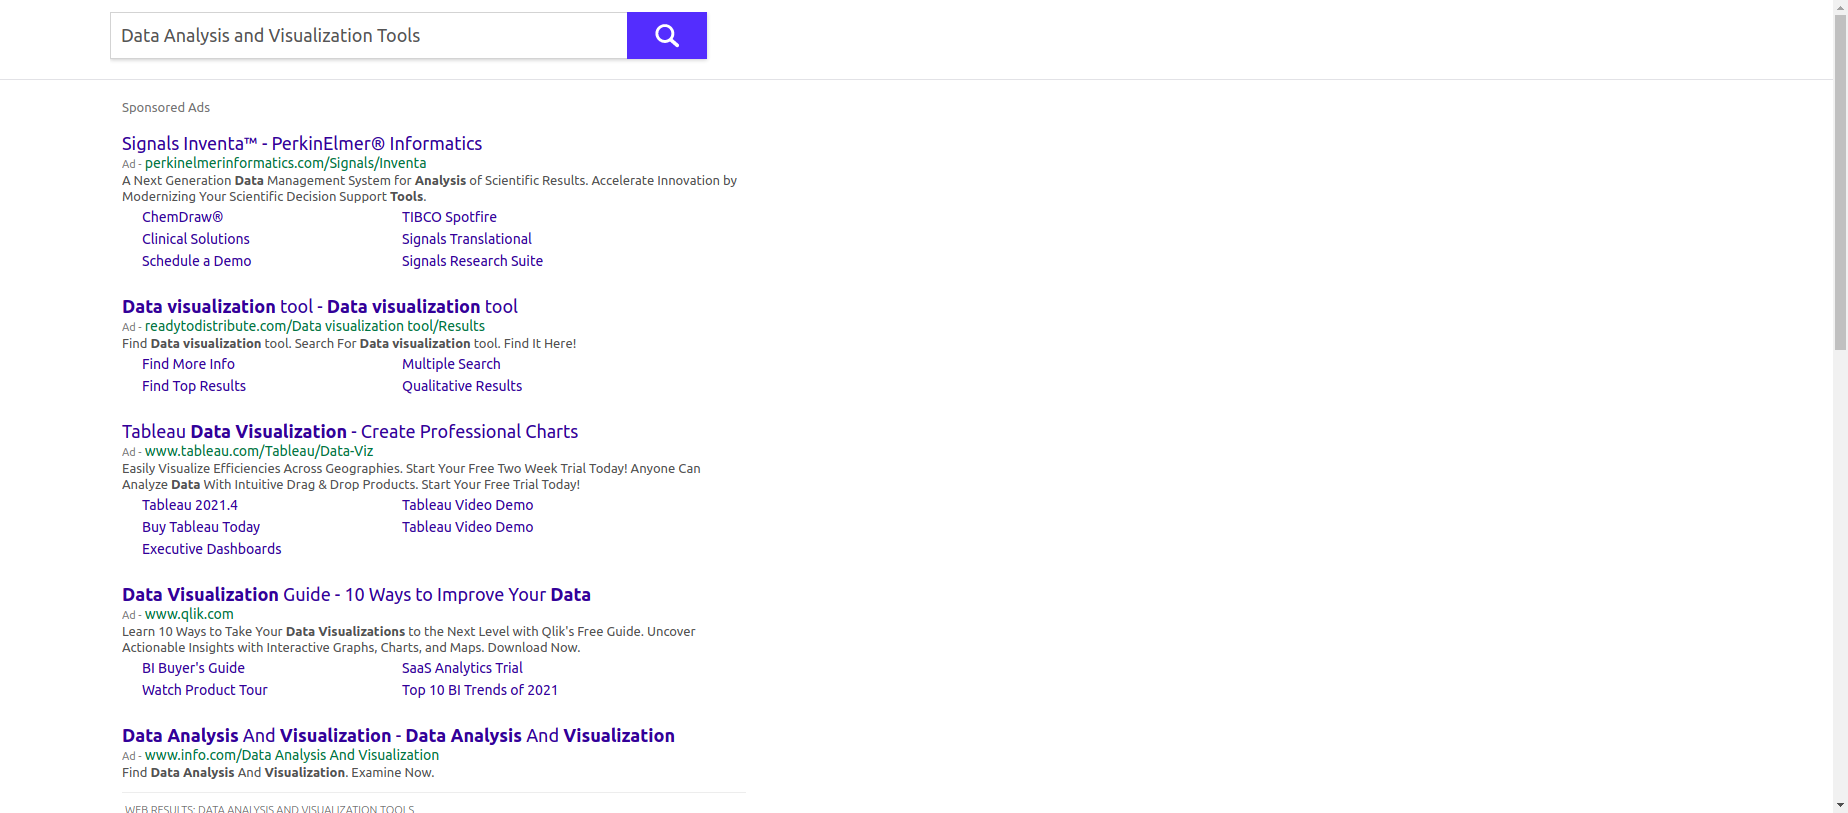 Data Analysis and Visualization Tools
Sponsored Ads
Signals Inventa™ - PerkinElmer® Informatics
Ad - perkinelmerinformatics.com/Signals/Inventa
A Next Generation Data Management System for Analysis of Scientific Results. Accelerate Innovation by
Modernizing Your Scientific Decision Support Tools.
ChemDraw® TIBCO Spotfire
Clinical Solutions Signals Translational
Schedule a Demo Signals Research Suite
Data visualization tool - Data visualization tool
Ad - readytodistribute.com/Data visualization tool/Results
Find Data visualization tool. Search For Data visualization tool. Find It Here!
Find More Info Multiple Search
Find Top Results Qualitative Results
Tableau Data Visualization - Create Professional Charts
Ad - www.tableau.com/Tableau/Data-Viz
Easily Visualize Efficiencies Across Geographies. Start Your Free Two Week Trial Today! Anyone Can
Analyze Data With Intuitive Drag & Drop Products. Start Your Free Trial Today!
Tableau 2021.4 Tableau Video Demo
Buy Tableau Today Tableau Video Demo
Executive Dashboards
Data Visualization Guide - 10 Ways to Improve Your Data
Ad - www.qlik.com
Learn 10 Ways to Take Your Data Visualizations to the Next Level with Qlik's Free Guide. Uncover
Actionable Insights with Interactive Graphs, Charts, and Maps. Download Now.
BI Buyer's Guide SaaS Analytics Trial
Watch Product Tour Top 10 BI Trends of 2021
Data Analysis And Visualization - Data Analysis And Visualization
Ad - www.info.com/Data Analysis And Visualization
Find Data Analysis And Visualization. Examine Now.
WEB RESULTS: DATA ANALYSIS AND VISUALIZATION TOOLS